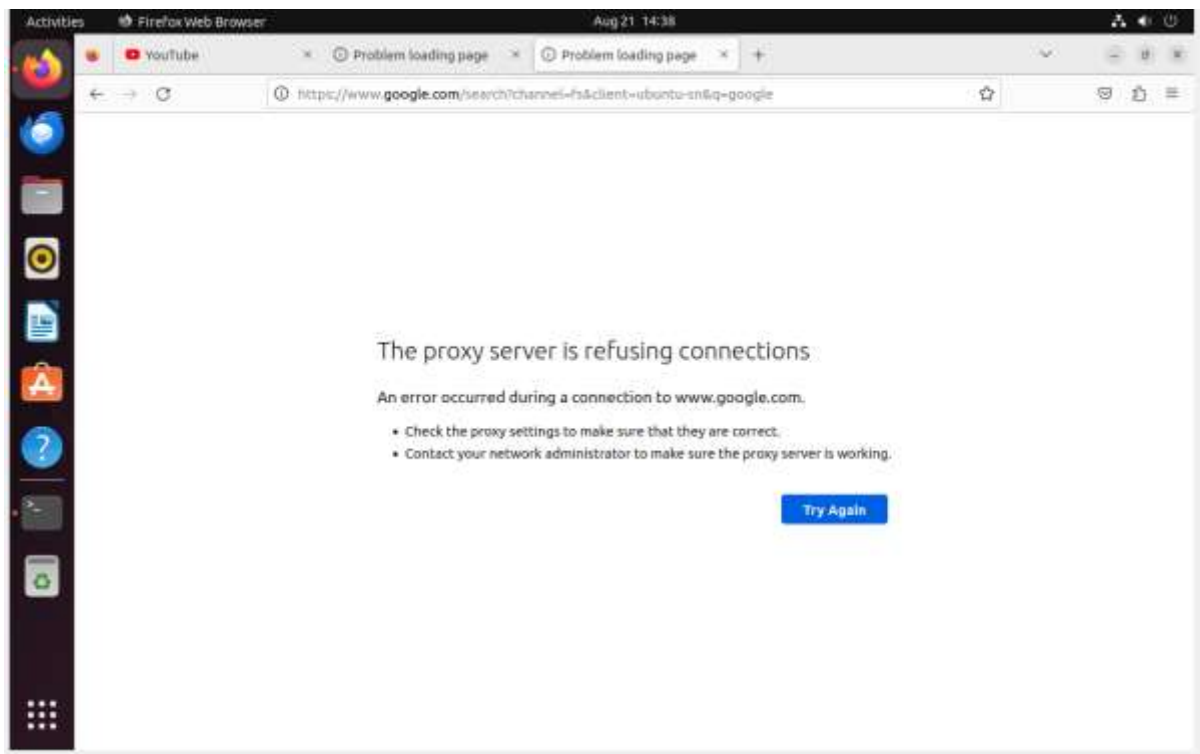 Activities Firefox Web Browser Aug 21 14:38
YouTube Problem loading page Problem loading page
https://www.google.com/search?channel=fs&client=ubuntu-sn&q=google
The proxy server is refusing connections
An error occurred during a connection to www.google.com.
• Check the proxy settings to make sure that they are correct.
• Contact your network administrator to make sure the proxy server is working.
Try Again